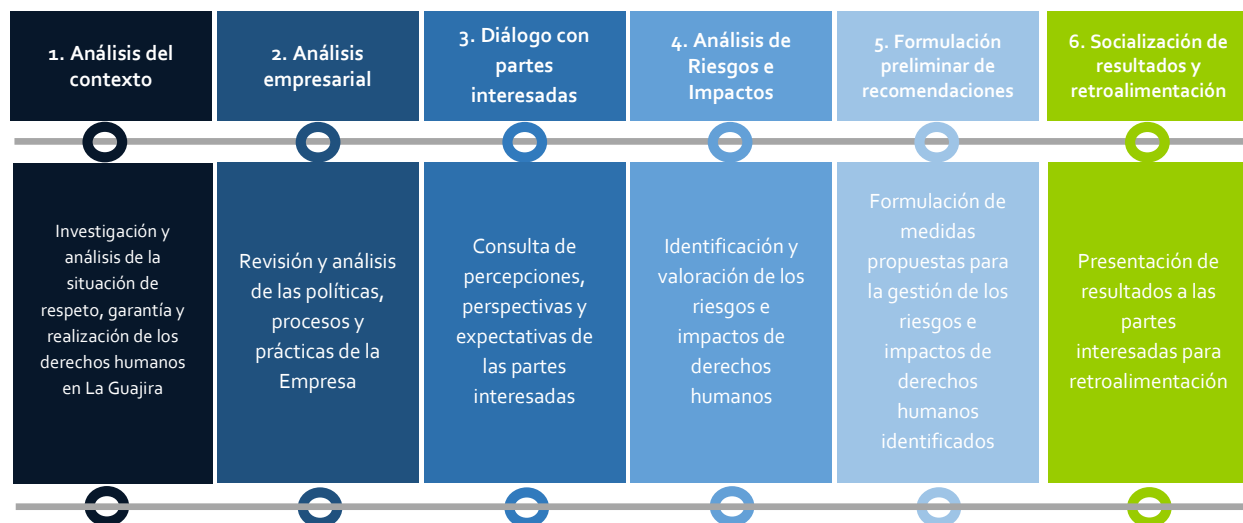 1. Análisis del
contexto
2. Análisis
empresarial
3. Diálogo con
partes
interesadas
4. Análisis de
Riesgos e
Impactos
5. Formulación
preliminar de
recomendaciones
6. Socialización de
resultados y
retroalimentación
Investigación y
análisis de la
situación de
respeto, garantía y
realización de los
derechos humanos
en La Guajira
Revisión y análisis
de las políticas,
procesos y
prácticas de la
Empresa
Consulta de
percepciones,
perspectivas y
expectativas de
las partes
interesadas
Identificación y
valoración de los
riesgos e
impactos de
derechos
humanos
Formulación de
medidas
propuestas para
la gestión de los
riesgos e
impactos de
derechos
humanos
identificados
Presentación de
resultados a las
partes
interesadas para
retroalimentación